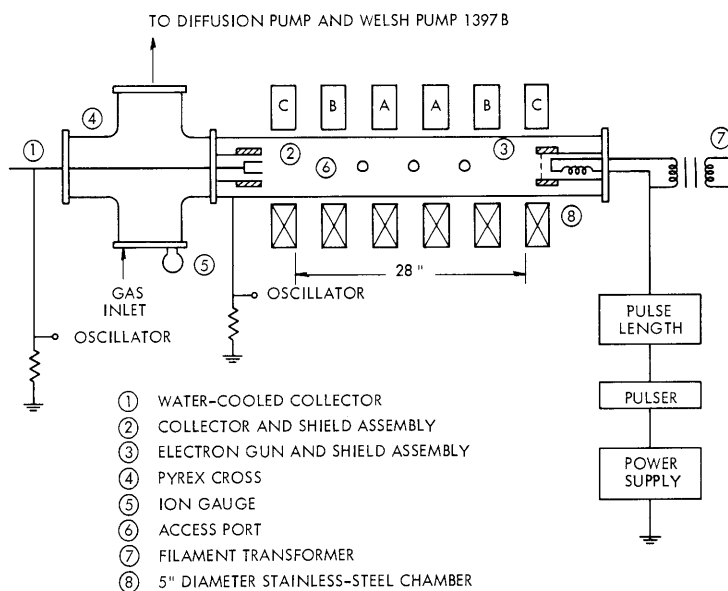 TO DIFFUSION PUMP AND WELSH PUMP 1397B
C B A A B C
4
1
2
6
3
7
8
5
28"
GAS
INLET
OSCILLATOR
OSCILLATOR
PULSE
LENGTH
PULSER
POWER
SUPPLY
1 WATER-COOLED COLLECTOR
2 COLLECTOR AND SHIELD ASSEMBLY
3 ELECTRON GUN AND SHIELD ASSEMBLY
4 PYREX CROSS
5 ION GAUGE
6 ACCESS PORT
7 FILAMENT TRANSFORMER
8 5" DIAMETER STAINLESS-STEEL CHAMBER